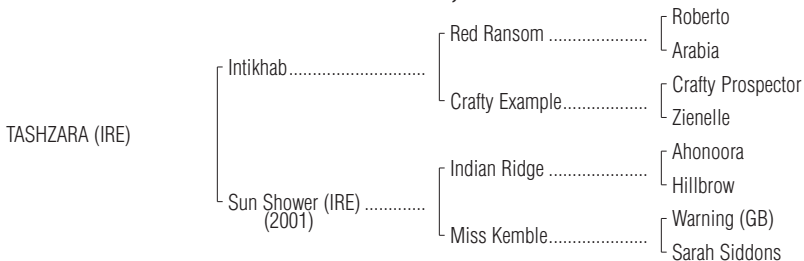 Roberto
Red Ransom ......................
Arabia
Intikhab.............................
Crafty Prospector
Crafty Example...................
Zienelle
TASHZARA (IRE)
Ahonoora
Indian Ridge ......................
Hillbrow
Sun Shower (IRE) .............
(2001)
Warning (GB)
Miss Kemble......................
Sarah Siddons